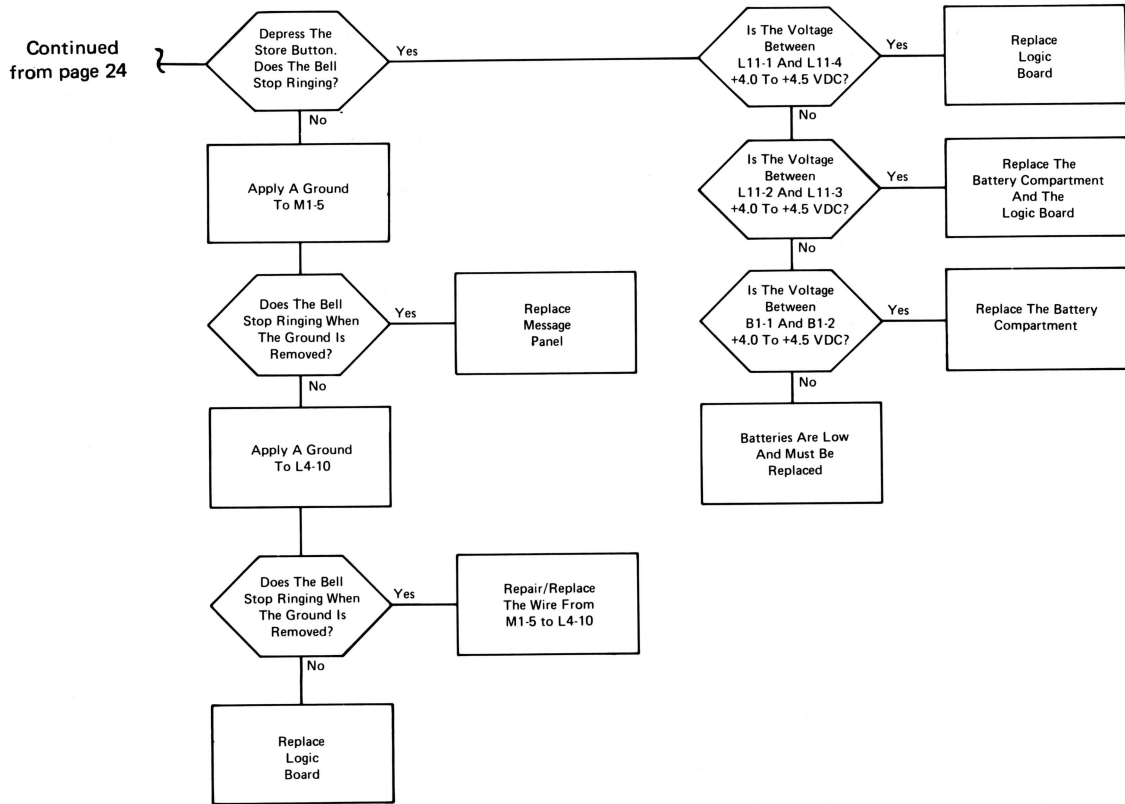 Continued
from page 24
Depress The
Store Button.
Does The Bell
Stop Ringing?
Yes
No
Apply A Ground
To M1-5
Does The Bell
Stop Ringing When
The Ground Is
Removed?
Yes
Replace
Message
Panel
No
Apply A Ground
To L4-10
Does The Bell
Stop Ringing When
The Ground Is
Removed?
Yes
Repair/Replace
The Wire From
M1-5 to L4-10
No
Replace
Logic
Board
Is The Voltage
Between
L11-1 And L11-4
+4.0 To +4.5 VDC?
Yes
Replace
Logic
Board
No
Is The Voltage
Between
L11-2 And L11-3
+4.0 To +4.5 VDC?
Yes
Replace The
Battery Compartment
And The
Logic Board
No
Is The Voltage
Between
B1-1 And B1-2
+4.0 To +4.5 VDC?
Yes
Replace The Battery
Compartment
No
Batteries Are Low
And Must Be
Replaced